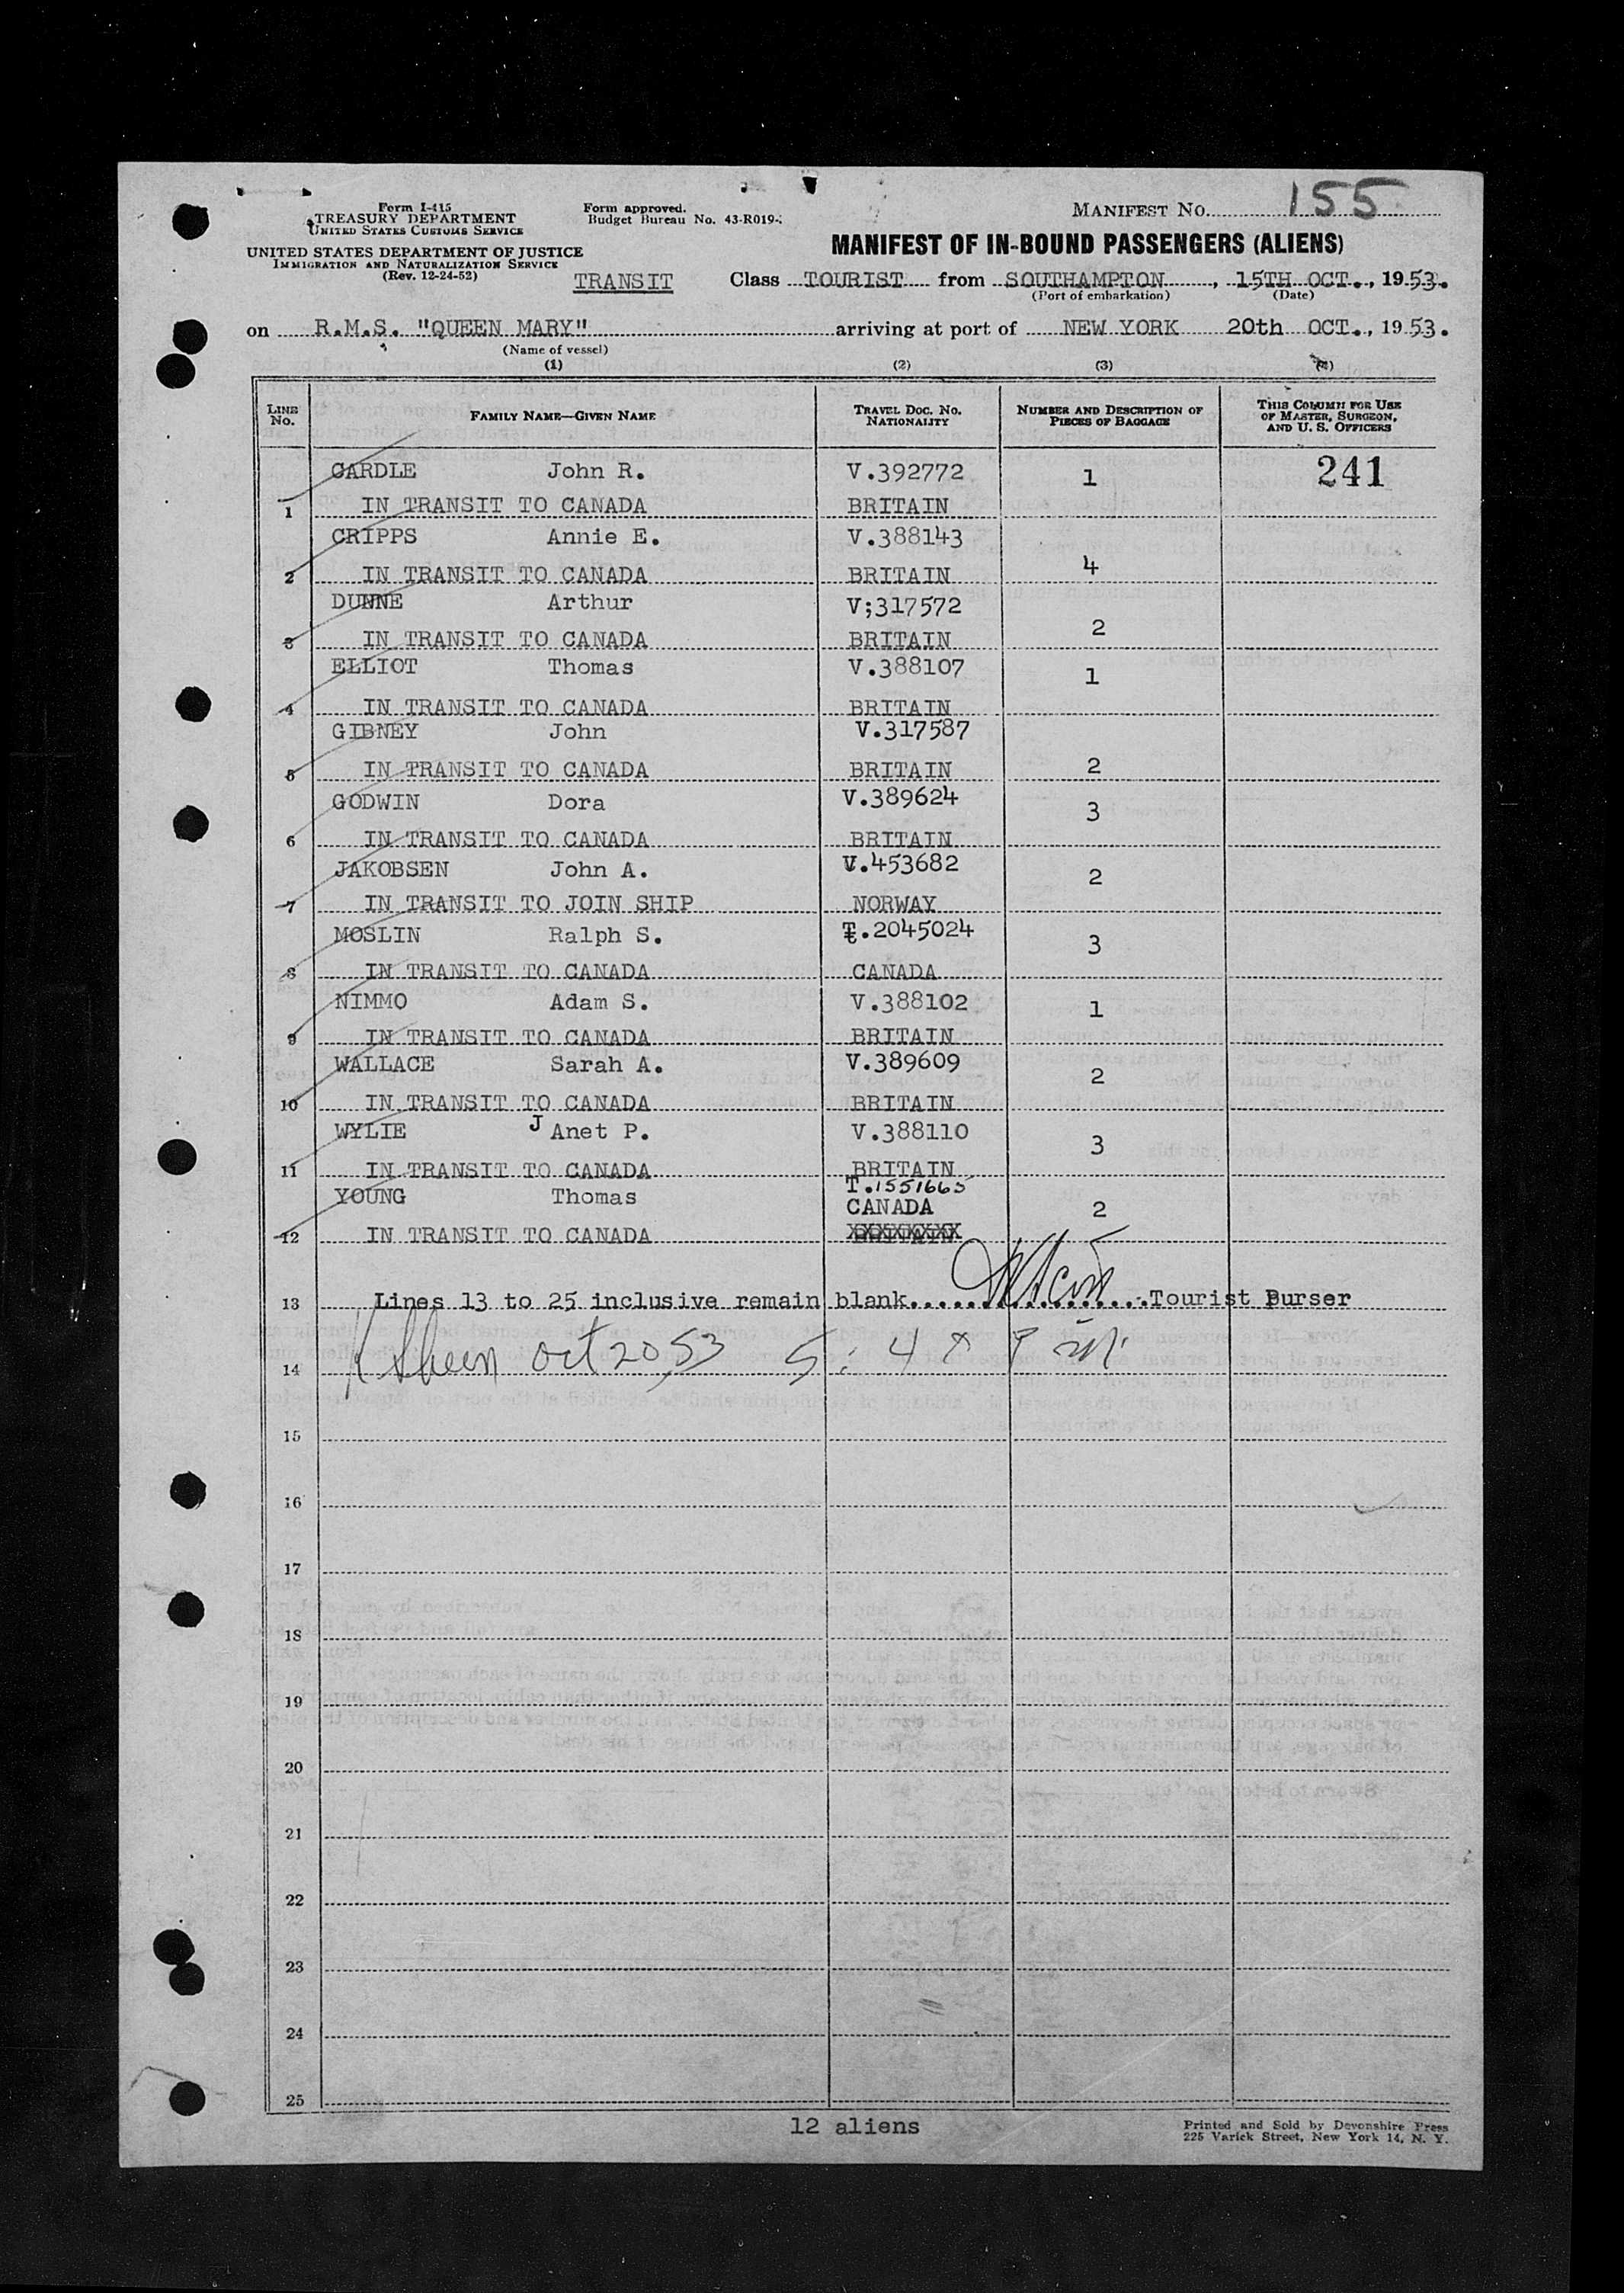 Form I-415
TREASURY DEPARTMENT
UNITED STATES CUSTOMS SERVICE
UNITED STATES DEPARTMENT OF JUSTICE
IMMIGRATION AND NATURALIZATION SERVICE
(Rev. 12-24-52)
Form approved.
Budget Bureau No. 43-R019-
MANIFEST NO. 155
MANIFEST OF IN-BOUND PASSENGERS (ALIENS)
TRANSIT Class TOURIST from SOUTHAMPTON, 15TH OCT., 1953.
(Port of embarkation) (Date)
on R.M.S. "QUEEN MARY" arriving at port of NEW YORK 20th OCT., 1953.
(Name of vessel)
(1) (2) (3) (4)
LINE No. FAMILY NAME—GIVEN NAME TRAVEL DOC. NO. NATIONALITY NUMBER AND DESCRIPTION OF PIECES OF BAGGAGE THIS COLUMN FOR USE OF MASTER, SURGEON, AND U. S. OFFICERS
CARDLE John R. V.392772 1 241
1 IN TRANSIT TO CANADA BRITAIN
CRIPPS Annie E. V.388143 4
2 IN TRANSIT TO CANADA BRITAIN
DUNNE Arthur V;317572 2
3 IN TRANSIT TO CANADA BRITAIN
ELLIOT Thomas V.388107 1
4 IN TRANSIT TO CANADA BRITAIN
GIBNEY John V.317587
5 IN TRANSIT TO CANADA BRITAIN 2
GODWIN Dora V.389624 3
6 IN TRANSIT TO CANADA BRITAIN
JAKOBSEN John A. V.453682 2
7 IN TRANSIT TO JOIN SHIP NORWAY
MOSLIN Ralph S. T.2045024 3
8 IN TRANSIT TO CANADA CANADA
NIMMO Adam S. V.388102 1
9 IN TRANSIT TO CANADA BRITAIN
WALLACE Sarah A. V.389609 2
10 IN TRANSIT TO CANADA BRITAIN
WYLIE JAnet P. V.388110 3
11 IN TRANSIT TO CANADA BRITAIN
T.1551665
YOUNG Thomas CANADA 2
12 IN TRANSIT TO CANADA XXXXXXXX
13 Lines 13 to 25 inclusive remain blank. Tourist Purser
14 Oct 20, 53
15
16
17
18
19
20
21
22
23
24
25
12 aliens
Printed and Sold by Devonshire Press
225 Varick Street, New York 14, N. Y.